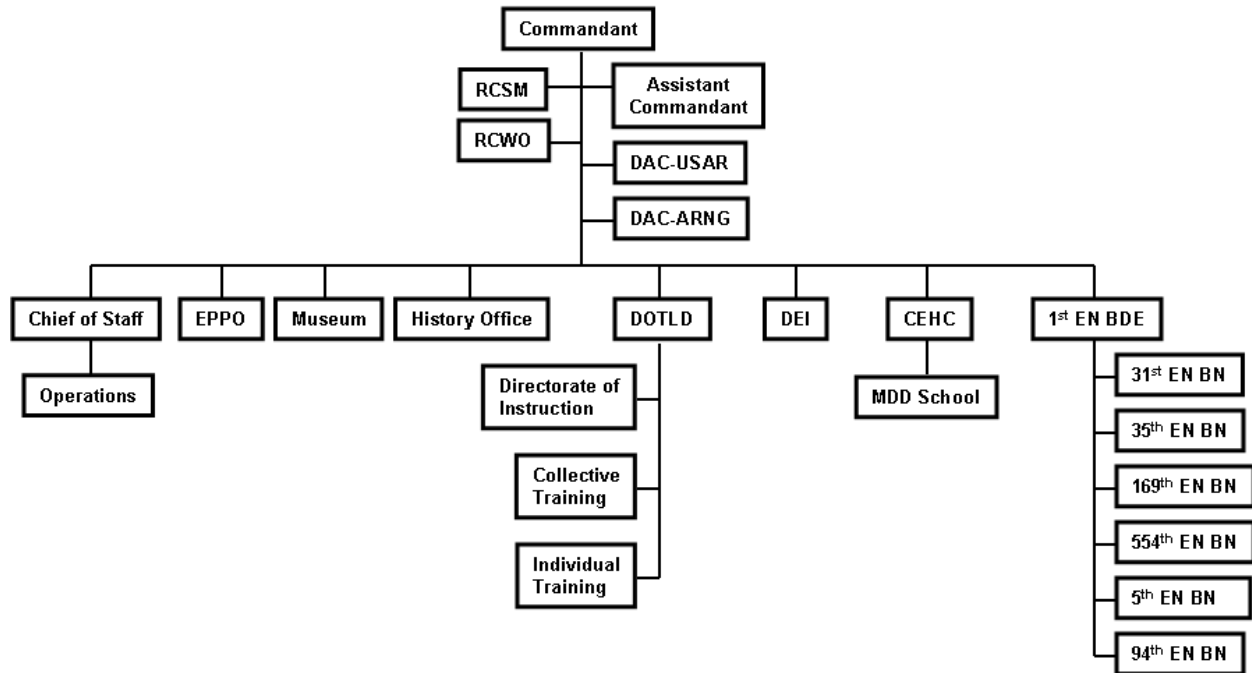 Commandant
RCSM
Assistant
Commandant
RCWO
DAC-USAR
DAC-ARNG
Chief of Staff
EPPO
Museum
History Office
DOTLD
DEI
CEHC
1st EN BDE
Operations
Directorate of
Instruction
Collective
Training
Individual
Training
MDD School
31st EN BN
35th EN BN
169th EN BN
554th EN BN
5th EN BN
94th EN BN